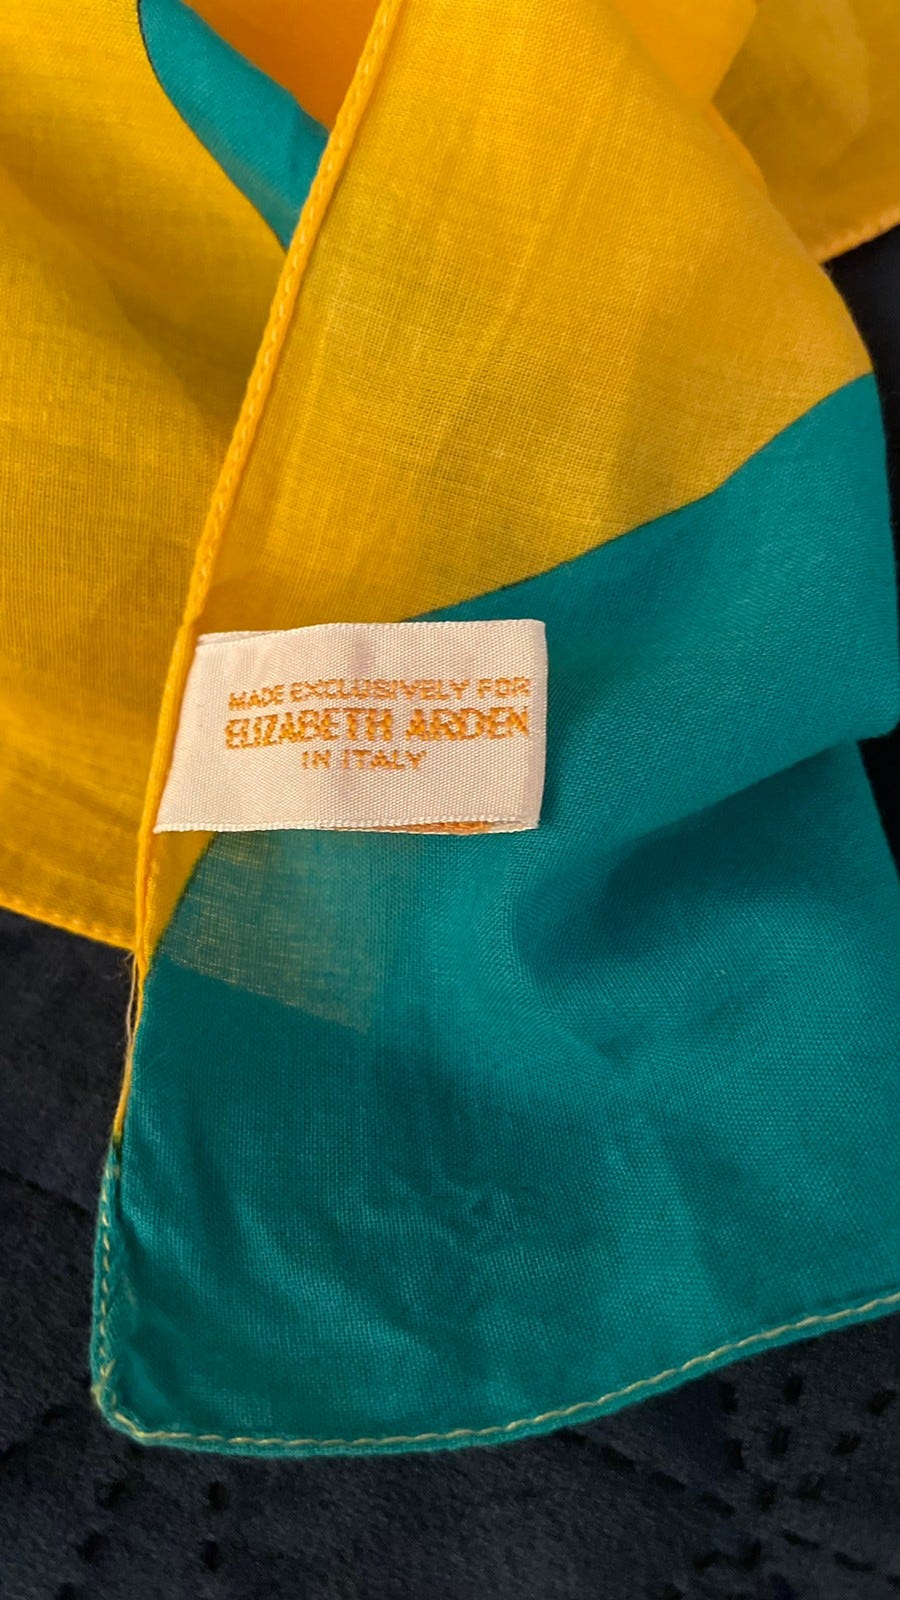 MADE EXCLUSIVELY FOR
ELIZABETH ARDEN
IN ITALY